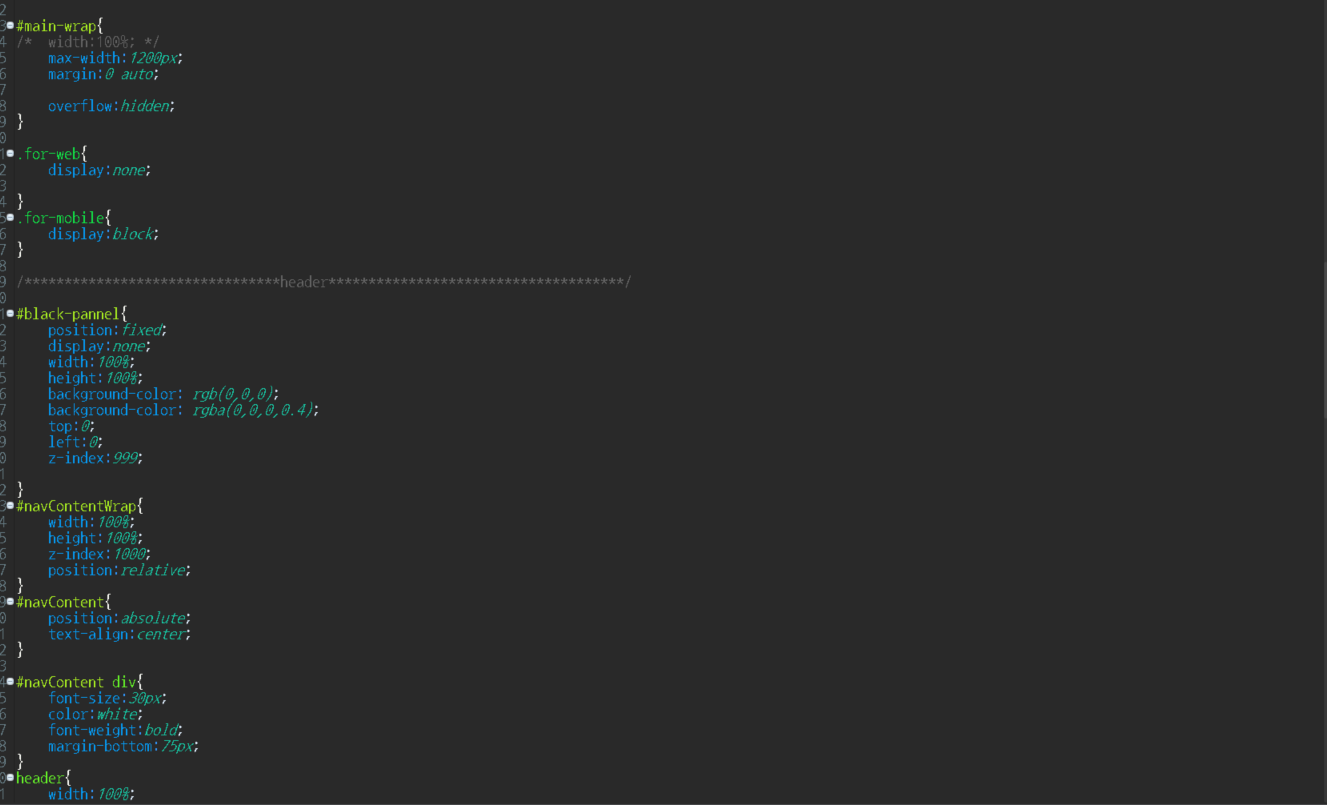 2
3 #main-wrap{
4 /*  width:100%; */
5     max-width:1200px;
6     margin:0 auto;
7
8     overflow:hidden;
9 }
0
1 .for-web{
2     display:none;
3
4 }
5 .for-mobile{
6     display:block;
7 }
8
9 /********************************header*************************************/
0
1 #black-pannel{
2     position:fixed;
3     display:none;
4     width:100%;
5     height:100%;
6     background-color: rgb(0,0,0);
7     background-color: rgba(0,0,0,0.4);
8     top:0;
9     left:0;
0     z-index:999;
1
2 }
3 #navContentWrap{
4     width:100%;
5     height:100%;
6     z-index:1000;
7     position:relative;
8 }
9 #navContent{
0     position:absolute;
1     text-align:center;
2 }
3
4 #navContent div{
5     font-size:30px;
6     color:white;
7     font-weight:bold;
8     margin-bottom:75px;
9 }
0 header{
1     width:100%;